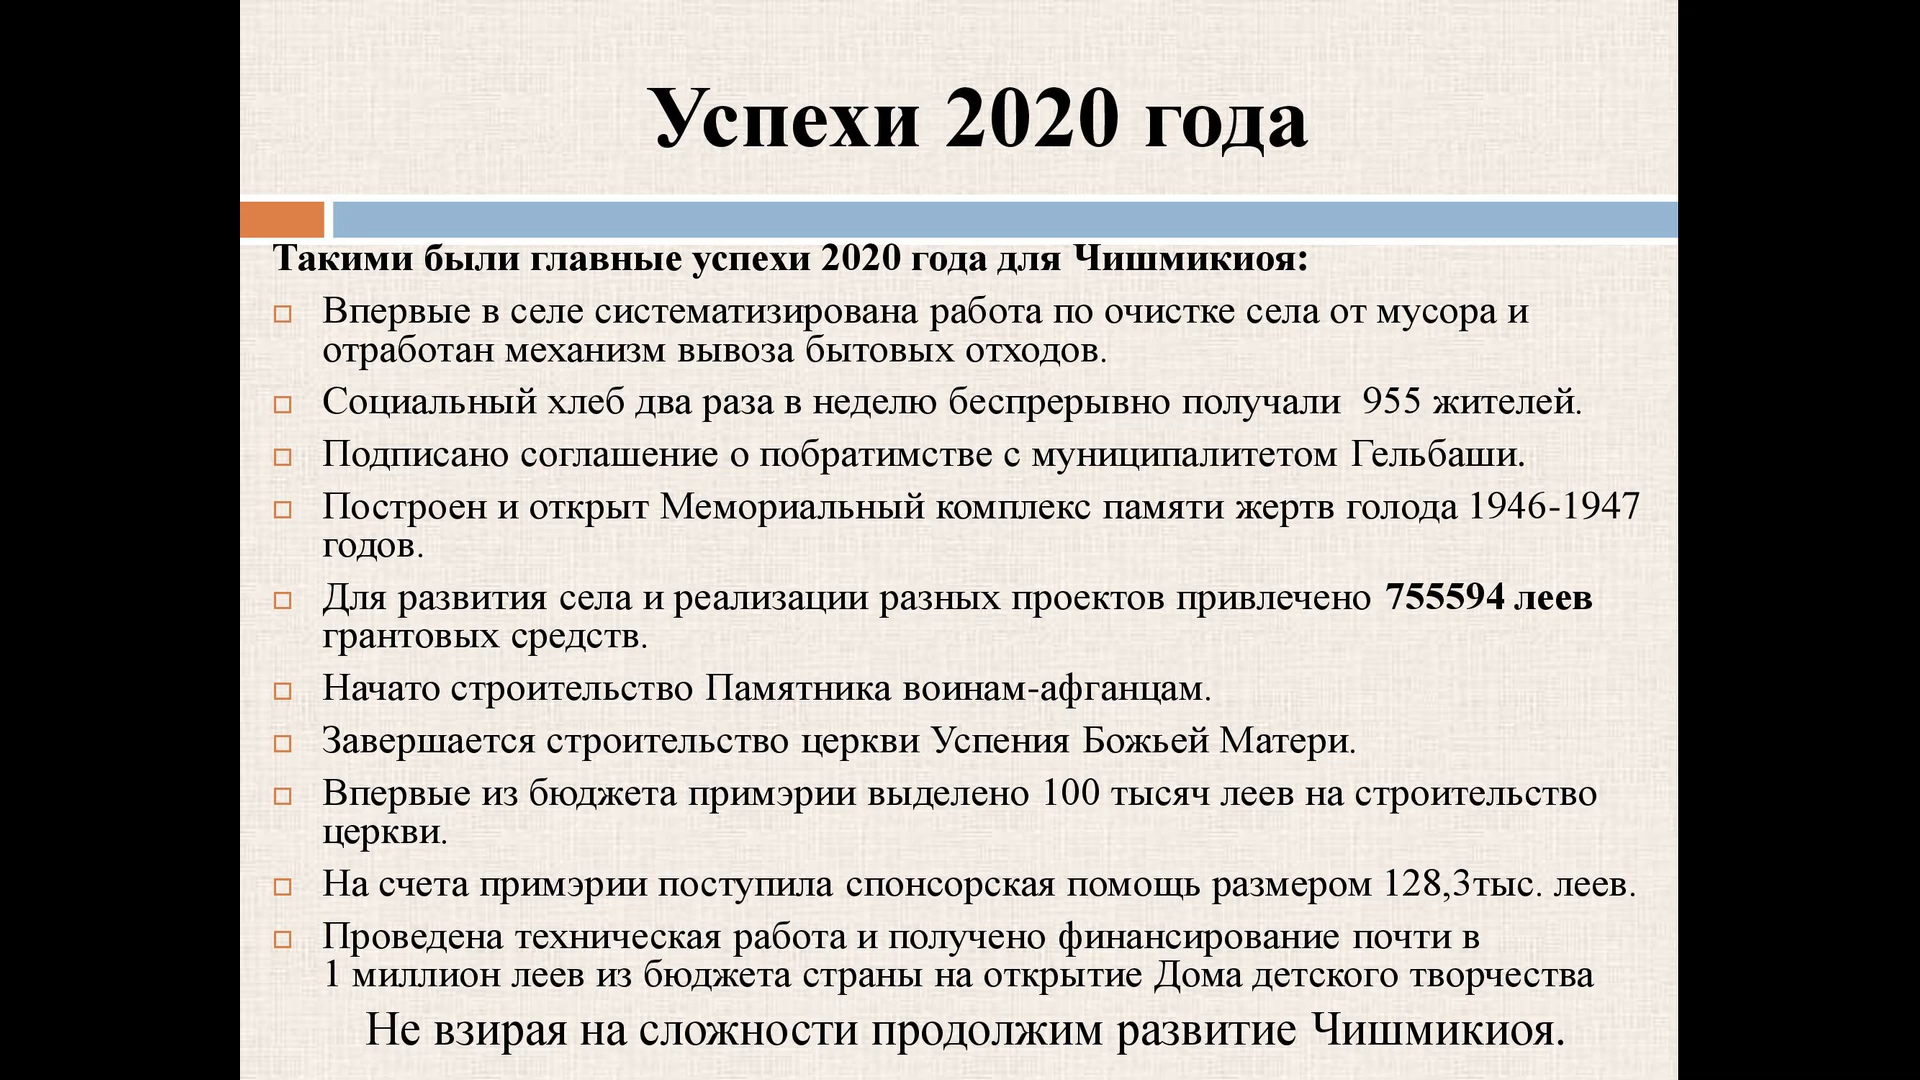 Успехи 2020 года
Такими были главные успехи 2020 года для Чишмикиоя:
Впервые в селе систематизирована работа по очистке села от мусора и
отработан механизм вывоза бытовых отходов.
Социальный хлеб два раза в неделю беспрерывно получали  955 жителей.
Подписано соглашение о побратимстве с муниципалитетом Гельбаши.
Построен и открыт Мемориальный комплекс памяти жертв голода 1946-1947
годов.
Для развития села и реализации разных проектов привлечено 755594 леев
грантовых средств.
Начато строительство Памятника воинам-афганцам.
Завершается строительство церкви Успения Божьей Матери.
Впервые из бюджета примэрии выделено 100 тысяч леев на строительство
церкви.
На счета примэрии поступила спонсорская помощь размером 128,3тыс. леев.
Проведена техническая работа и получено финансирование почти в
1 миллион леев из бюджета страны на открытие Дома детского творчества
Не взирая на сложности продолжим развитие Чишмикиоя.